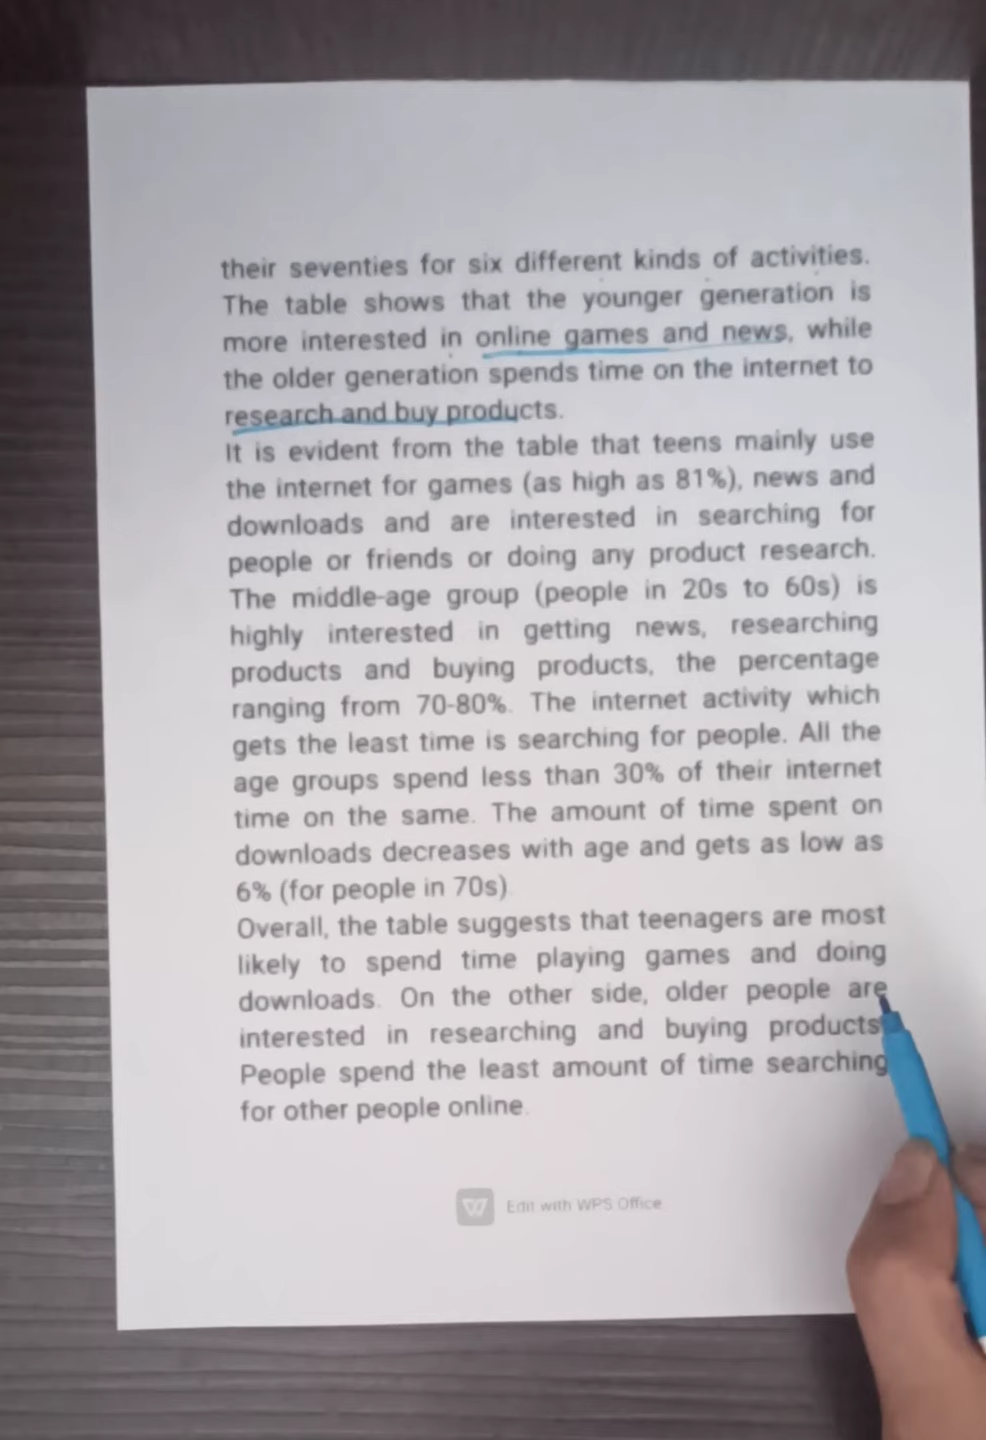 their seventies for six different kinds of activities.
The table shows that the younger generation is
more interested in online games and news, while
the older generation spends time on the internet to
research and buy products.
It is evident from the table that teens mainly use
the internet for games (as high as 81%), news and
downloads and are interested in searching for
people or friends or doing any product research.
The middle-age group (people in 20s to 60s) is
highly interested in getting news, researching
products and buying products, the percentage
ranging from 70-80%. The internet activity which
gets the least time is searching for people. All the
age groups spend less than 30% of their internet
time on the same. The amount of time spent on
downloads decreases with age and gets as low as
6% (for people in 70s)
Overall, the table suggests that teenagers are most
likely to spend time playing games and doing
downloads. On the other side, older people are
interested in researching and buying products
People spend the least amount of time searching
for other people online.
Edit with WPS Office